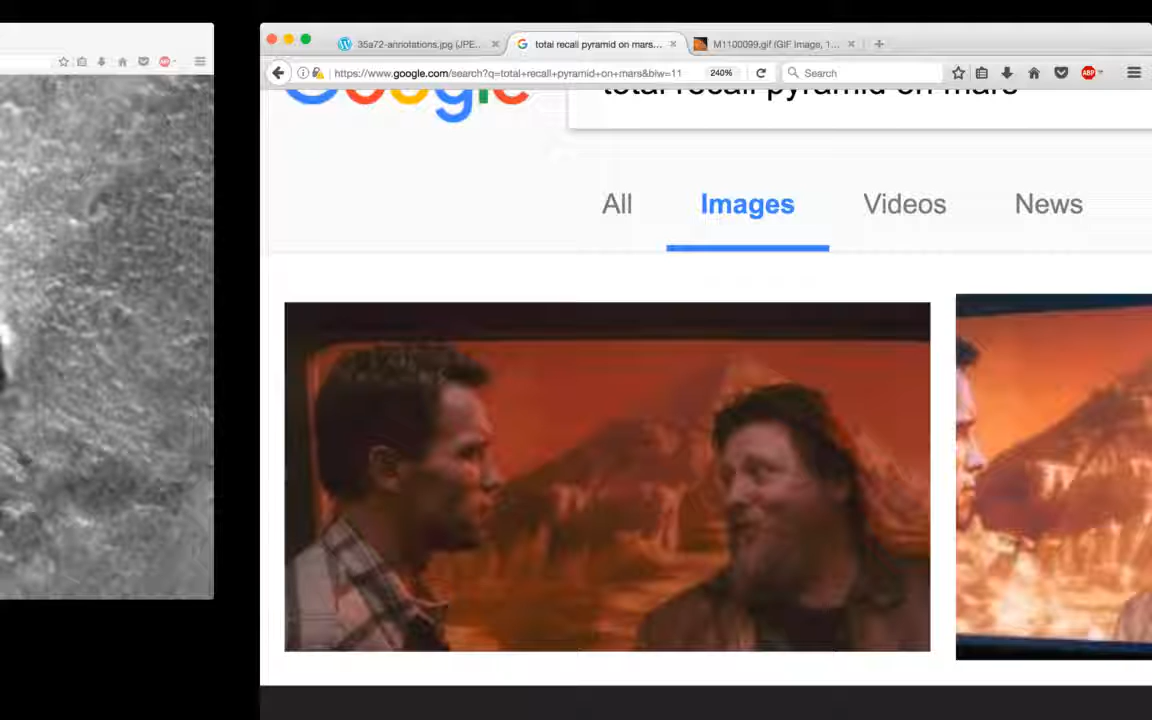 35a72-annotations.jpg (JPE...
total recall pyramid on mars...
M1100099.gif (GIF Image, 1...
https://www.google.com/search?q=total+recall+pyramid+on+mars&biw=11
240%
Search
ABP
Google
total recall pyramid on mars
All
Images
Videos
News